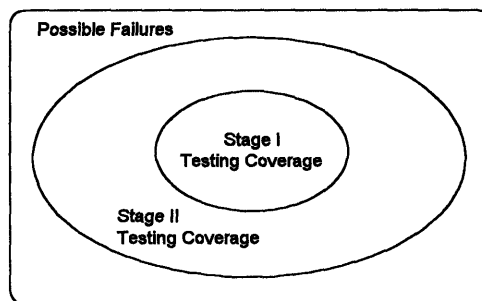 Possible Failures
Stage I
Testing Coverage
Stage II
Testing Coverage